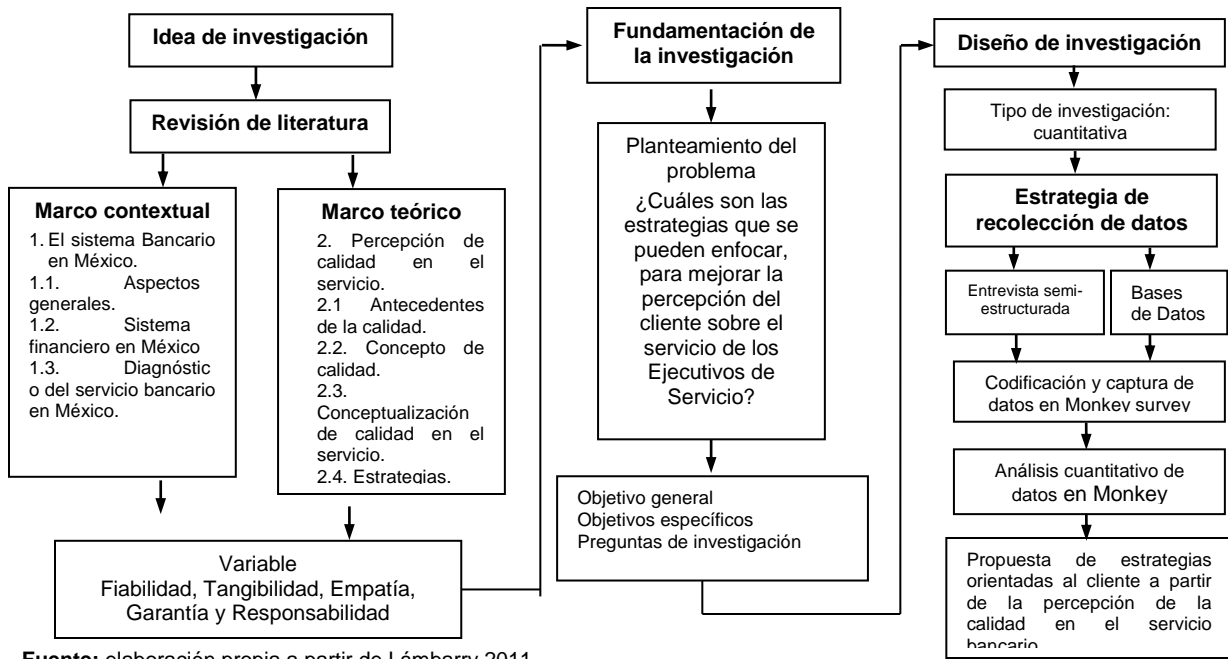 Idea de investigación
Revisión de literatura
Marco contextual
1. El sistema Bancario
en México.
1.1. Aspectos
generales.
1.2. Sistema
financiero en México
1.3. Diagnóstic
o del servicio bancario
en México.
Marco teórico
2. Percepción de
calidad en el
servicio.
2.1 Antecedentes
de la calidad.
2.2. Concepto de
calidad.
2.3.
Conceptualización
de calidad en el
servicio.
2.4. Estrategias.
Variable
Fiabilidad, Tangibilidad, Empatía,
Garantía y Responsabilidad
Fundamentación de
la investigación
Planteamiento del
problema
¿Cuáles son las
estrategias que se
pueden enfocar,
para mejorar la
percepción del
cliente sobre el
servicio de los
Ejecutivos de
Servicio?
Objetivo general
Objetivos específicos
Preguntas de investigación
Diseño de investigación
Tipo de investigación:
cuantitativa
Estrategia de
recolección de datos
Entrevista semi-
estructurada
Bases
de Datos
Codificación y captura de
datos en Monkey survey
Análisis cuantitativo de
datos en Monkey
Propuesta de estrategias
orientadas al cliente a partir
de la percepción de la
calidad en el servicio
bancario
Fuente: elaboración propia a partir de Lámbarry 2011